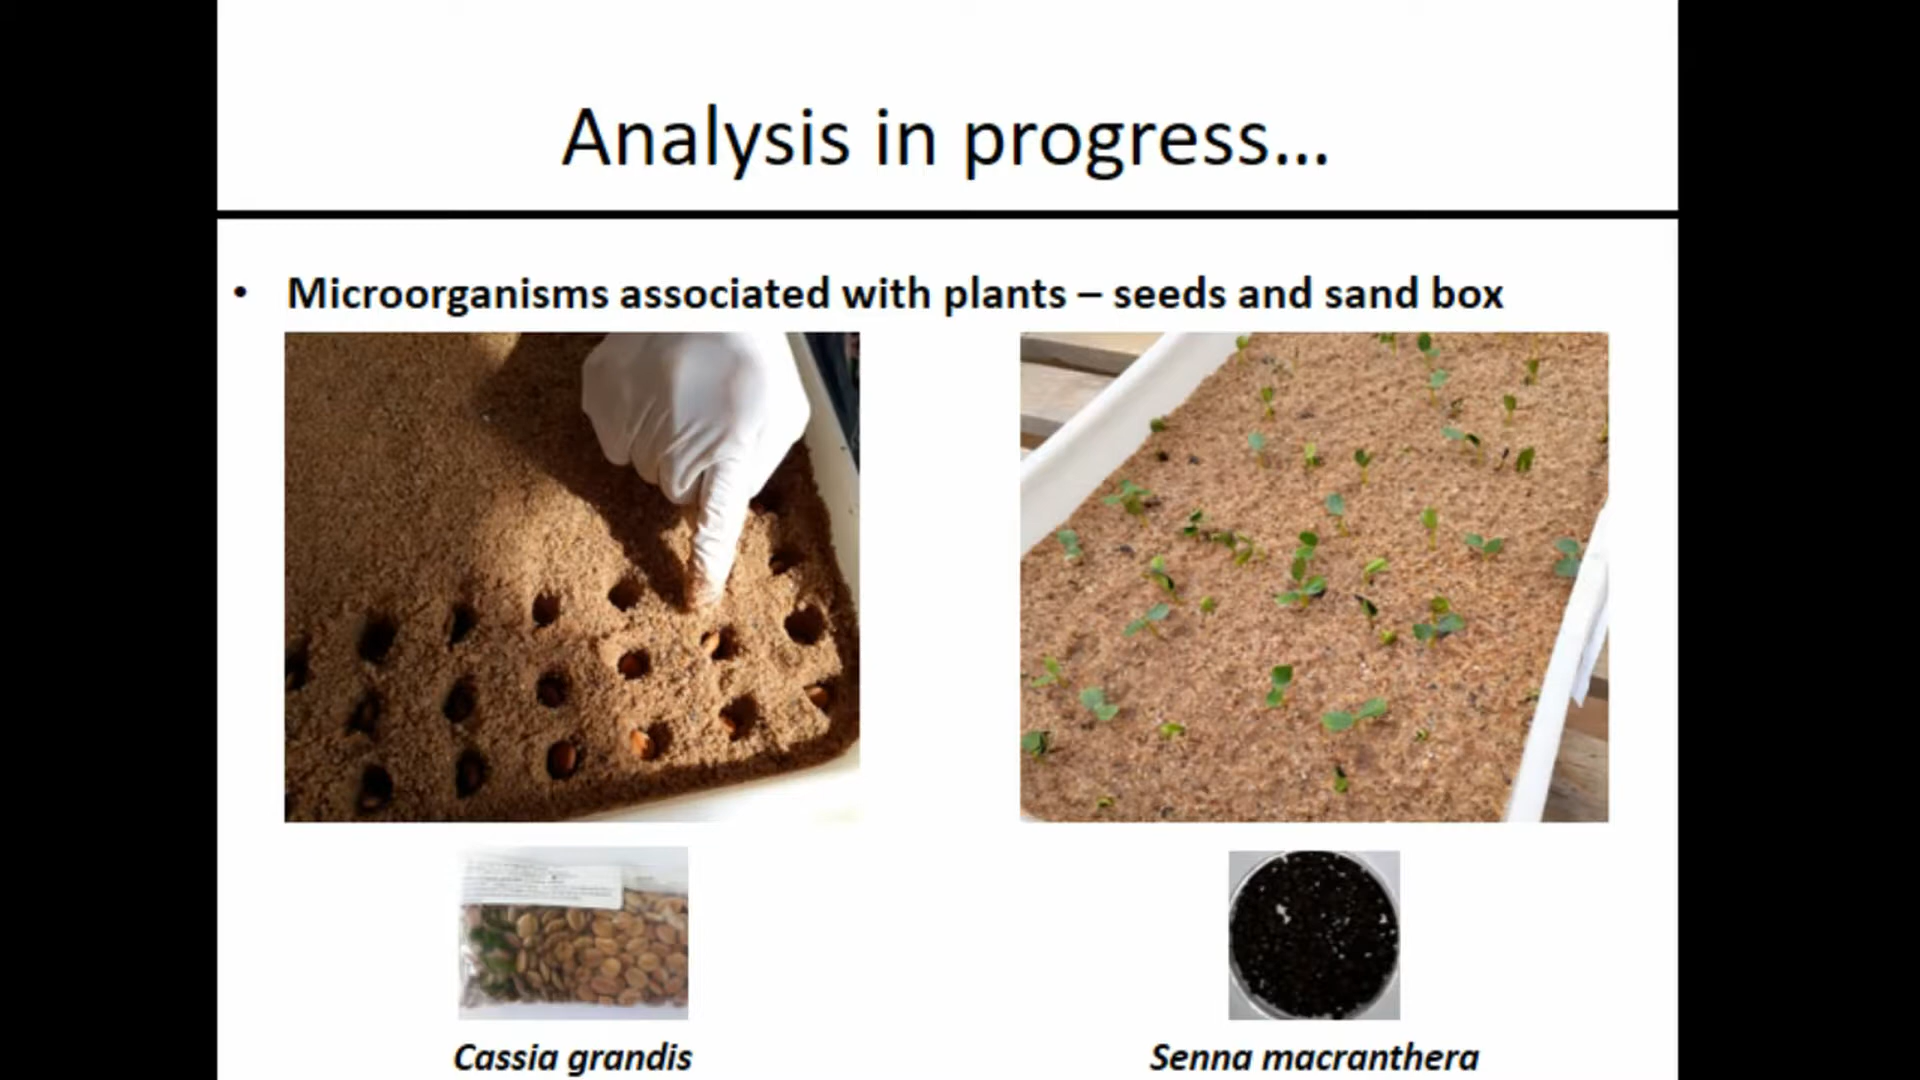 Analysis in progress...
• Microorganisms associated with plants – seeds and sand box
Cassia grandis
Senna macranthera